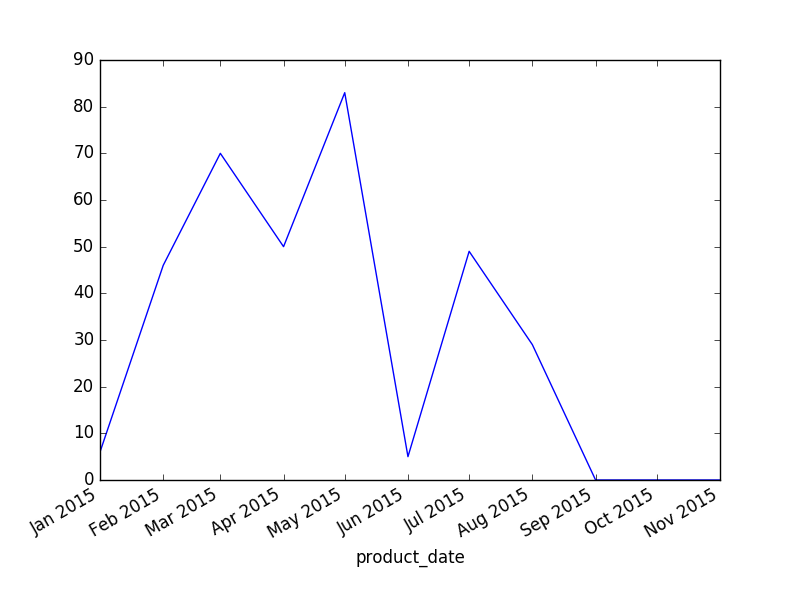 90
80
70
60
50
40
30
20
10
0
Jan 2015
Feb 2015
Mar 2015
Apr 2015
May 2015
Jun 2015
Jul 2015
Aug 2015
Sep 2015
Oct 2015
Nov 2015
product_date